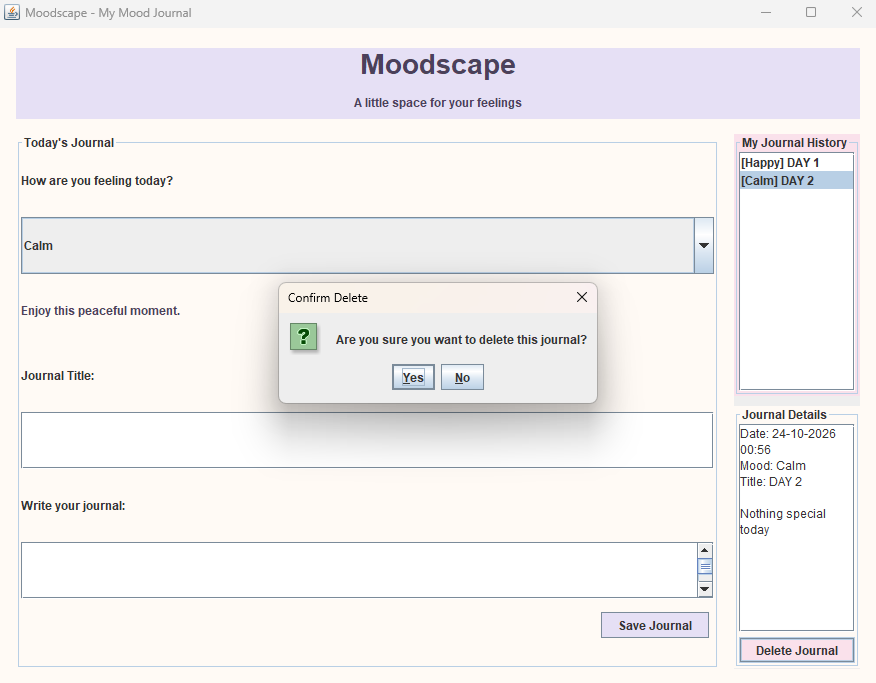 Moodscape - My Mood Journal
Moodscape
A little space for your feelings
Today's Journal
How are you feeling today?
Calm
Enjoy this peaceful moment.
Journal Title:
Write your journal:
Save Journal
Confirm Delete
?
Are you sure you want to delete this journal?
Yes
No
My Journal History
[Happy] DAY 1
[Calm] DAY 2
Journal Details
Date: 24-10-2026
00:56
Mood: Calm
Title: DAY 2
Nothing special
today
Delete Journal